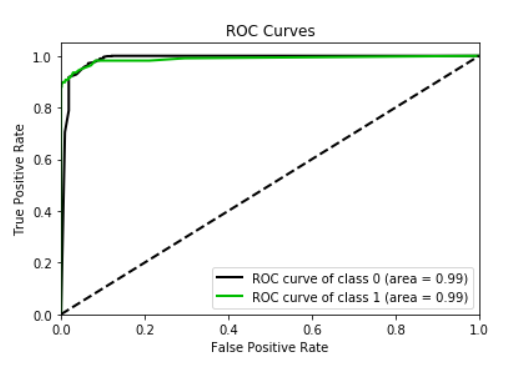 ROC Curves
True Positive Rate
1.0
0.8
0.6
0.4
0.2
0.0
ROC curve of class 0 (area = 0.99)
ROC curve of class 1 (area = 0.99)
0.0 0.2 0.4 0.6 0.8 1.0
False Positive Rate